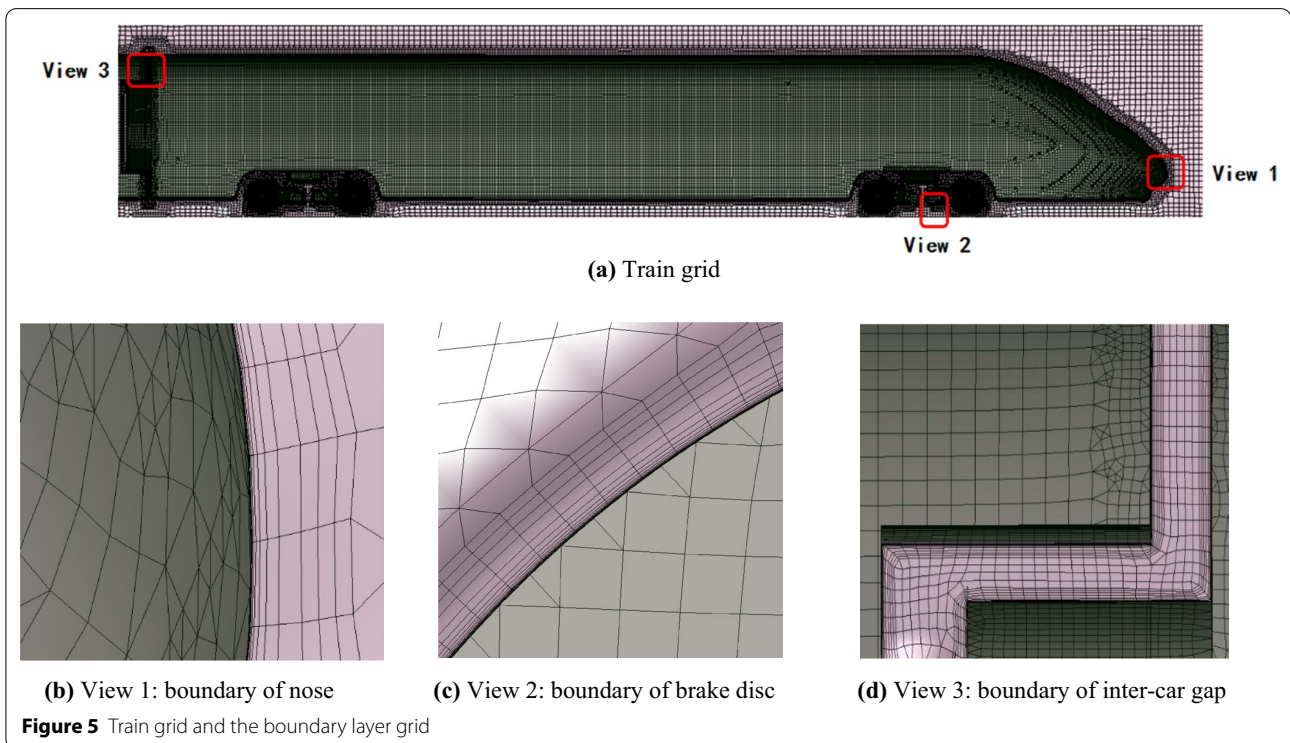 View 3
View 1
View 2
(a) Train grid
(b) View 1: boundary of nose
(c) View 2: boundary of brake disc
(d) View 3: boundary of inter-car gap
Figure 5 Train grid and the boundary layer grid